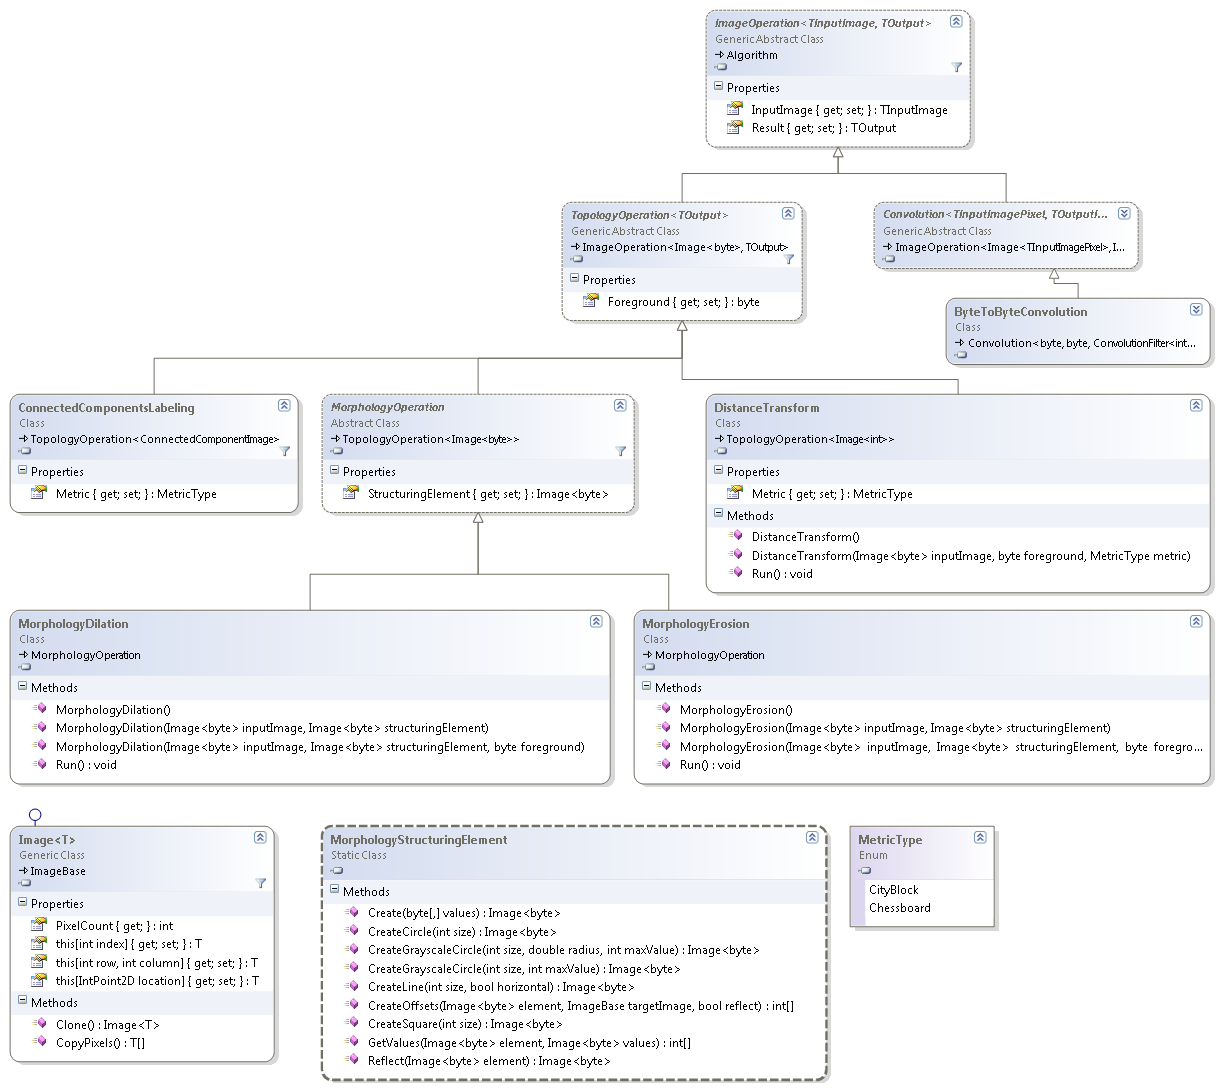 ImageOperation<TInputImage, TOutput>
Generic Abstract Class
Algorithm
Properties
InputImage { get; set; } : TInputImage
Result { get; set; } : TOutput
TopologyOperation<TOutput>
Generic Abstract Class
ImageOperation<Image<byte>, TOutput>
Properties
Foreground { get; set; } : byte
Convolution<TInputImagePixel, TOutputI...
Generic Abstract Class
ImageOperation<Image<TInputImagePixel>, I...
ByteToByteConvolution
Class
Convolution<byte, byte, ConvolutionFilter<int...
ConnectedComponentsLabeling
Class
TopologyOperation<ConnectedComponentImage>
Properties
Metric { get; set; } : MetricType
MorphologyOperation
Abstract Class
TopologyOperation<Image<byte>>
Properties
StructuringElement { get; set; } : Image<byte>
DistanceTransform
Class
TopologyOperation<Image<int>>
Properties
Metric { get; set; } : MetricType
Methods
DistanceTransform()
DistanceTransform(Image<byte> inputImage, byte foreground, MetricType metric)
Run() : void
MorphologyDilation
Class
MorphologyOperation
Methods
MorphologyDilation()
MorphologyDilation(Image<byte> inputImage, Image<byte> structuringElement)
MorphologyDilation(Image<byte> inputImage, Image<byte> structuringElement, byte foreground)
Run() : void
MorphologyErosion
Class
MorphologyOperation
Methods
MorphologyErosion()
MorphologyErosion(Image<byte> inputImage, Image<byte> structuringElement)
MorphologyErosion(Image<byte> inputImage, Image<byte> structuringElement, byte foregro...
Run() : void
Image<T>
Generic Class
ImageBase
Properties
PixelCount { get; } : int
this[int index] { get; set; } : T
this[int row, int column] { get; set; } : T
this[IntPoint2D location] { get; set; } : T
Methods
Clone() : Image<T>
CopyPixels() : T[]
MorphologyStructuringElement
Static Class
Methods
Create(byte[,] values) : Image<byte>
CreateCircle(int size) : Image<byte>
CreateGrayscaleCircle(int size, double radius, int maxValue) : Image<byte>
CreateGrayscaleCircle(int size, int maxValue) : Image<byte>
CreateLine(int size, bool horizontal) : Image<byte>
CreateOffsets(Image<byte> element, ImageBase targetImage, bool reflect) : int[]
CreateSquare(int size) : Image<byte>
GetValues(Image<byte> element, Image<byte> values) : int[]
Reflect(Image<byte> element) : Image<byte>
MetricType
Enum
CityBlock
Chessboard